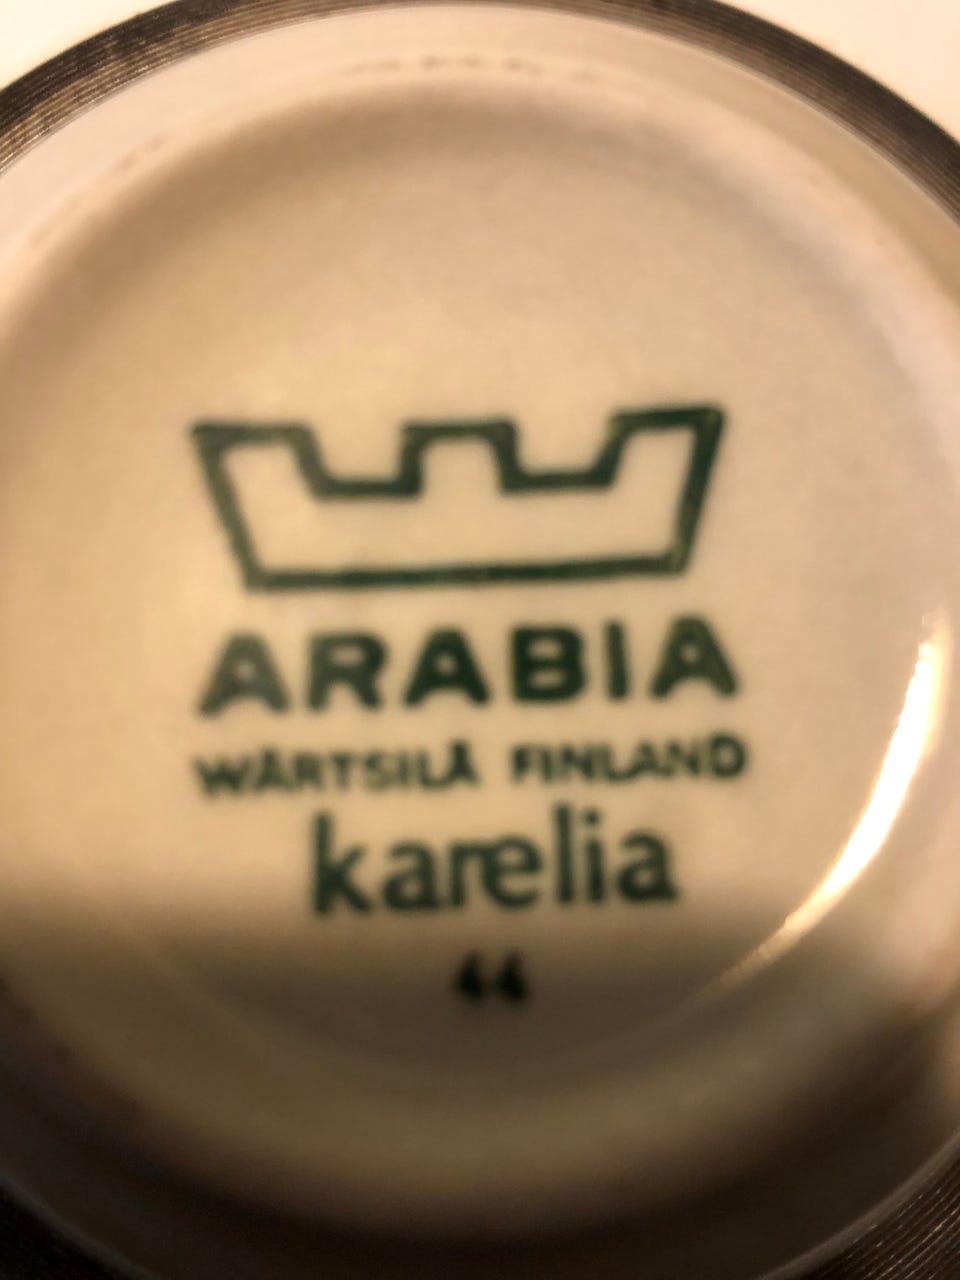 ARABIA
WÄRTSILÄ FINLAND
karelia
44